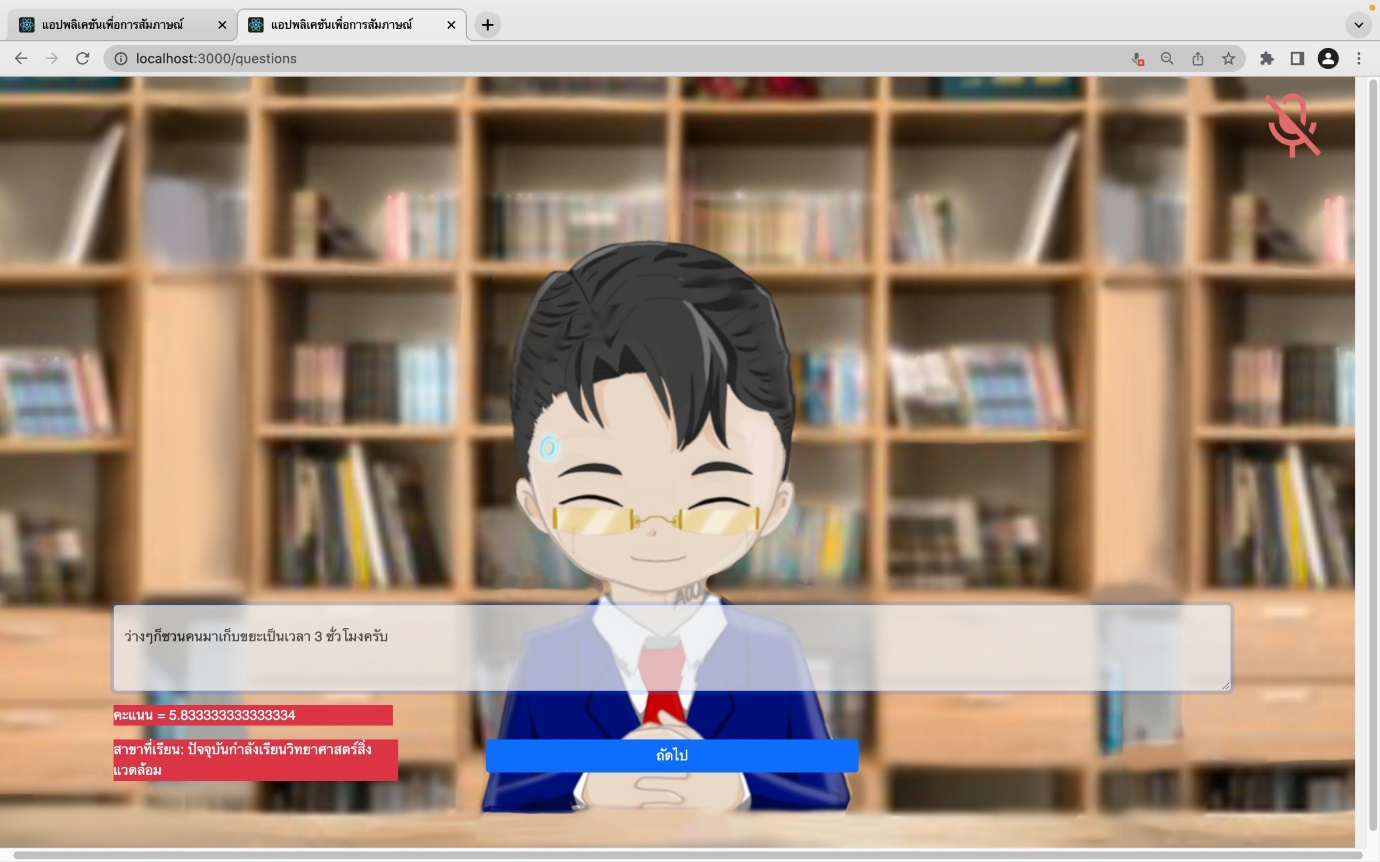 แอปพลิเคชันเพื่อการสัมภาษณ์
แอปพลิเคชันเพื่อการสัมภาษณ์
localhost:3000/questions
ว่างๆก็ชวนคนมาเก็บขยะเป็นเวลา 3 ชั่วโมงครับ
คะแนน = 5.833333333333334
สาขาที่เรียน: ปัจจุบันกำลังเรียนวิทยาศาสตร์สิ่ง
แวดล้อม
ถัดไป